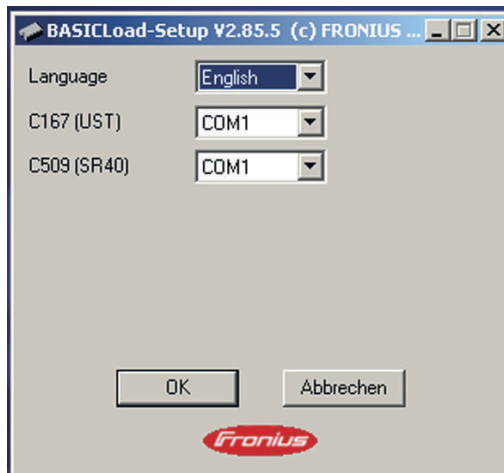 BASICLoad-Setup V2.85.5 (c) FRONIUS ...
Language English
C167 (UST) COM1
C509 (SR40) COM1
OK Abbrechen
Fronius